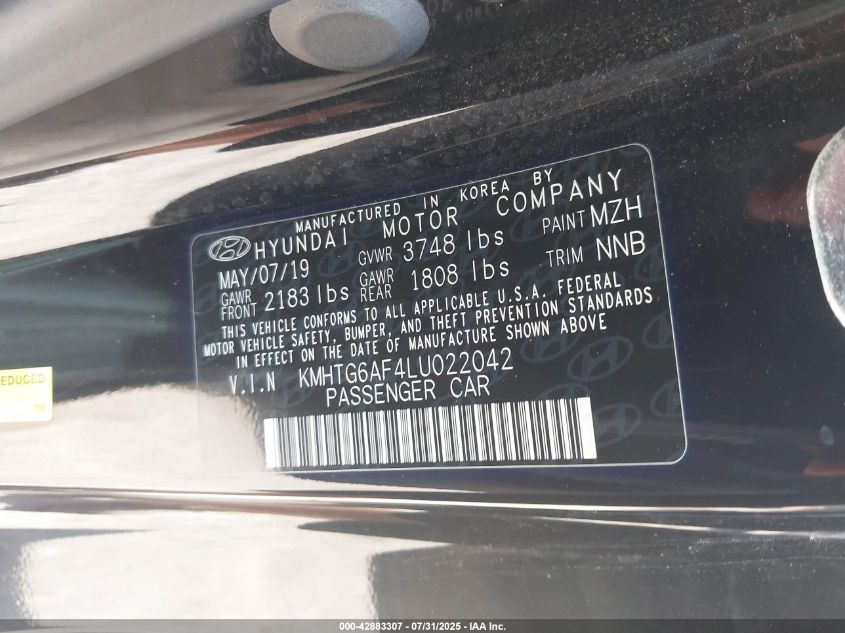 MANUFACTURED IN KOREA BY
HYUNDAI MOTOR COMPANY
MAY/07/19 GVWR 3748 lbs PAINT MZH
GAWR FRONT 2183 lbs GAWR REAR 1808 lbs TRIM NNB
THIS VEHICLE CONFORMS TO ALL APPLICABLE U.S.A. FEDERAL
MOTOR VEHICLE SAFETY, BUMPER, AND THEFT PREVENTION STANDARDS
IN EFFECT ON THE DATE OF MANUFACTURE SHOWN ABOVE
V.I.N KMHTG6AF4LU022042
PASSENGER CAR
EDUCED
000-42883307 - 07/31/2025 - IAA Inc.